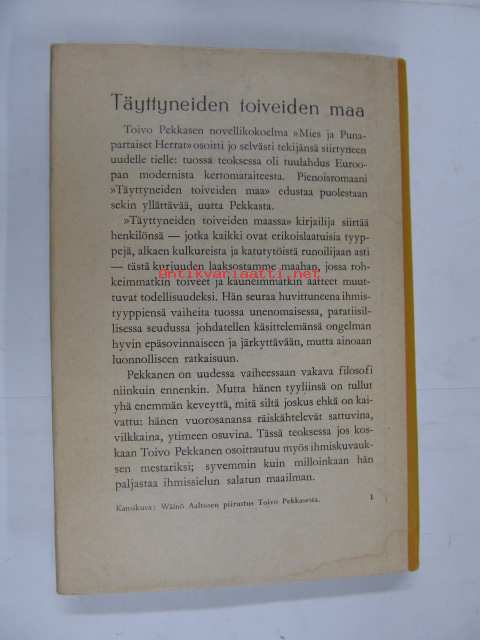 Täyttyneiden toiveiden maa
Toivo Pekkasen novellikokoelma »Mies ja Puna-
partaiset Herrat» osoitti jo selvästi tekijänsä siirtyneen
uudelle tielle: tuossa teoksessa oli tuulahdus Euroo-
pan modernista kertomataiteesta. Pienoisromaani
»Täyttyneiden toiveiden maa» edustaa puolestaan
sekin yllättävää, uutta Pekkasta.
»Täyttyneiden toiveiden maassa» kirjailija siirtää
henkilönsä — jotka kaikki ovat erikoislaatuisia tyyp-
pejä, alkaen kulkureista ja katutytöistä runoilijaan asti
— tästä kurjuuden laaksostamme maahan, jossa roh-
keimmatkin toiveet ja kauneimmatkin aatteet muut-
antikvariaatti.net
tuvat todellisuudeksi. Hän seuraa huvittuneena ihmis-
tyyppiensä vaiheita tuossa unenomaisessa, paratiisil-
lisessa seudussa johdatellen käsittelemänsä ongelman
hyvin epäsovinnaiseen ja järkyttävään, mutta ainoaan
luonnolliseen ratkaisuun.
Pekkanen on uudessa vaiheessaan vakava filosofi
niinkuin ennenkin. Mutta hänen tyyliinsä on tullut
yhä enemmän keveyttä, mitä siltä joskus ehkä on kai-
vattu: hänen vuorosanansa räiskähtelevät sattuvina,
vilkkaina, ytimeen osuvina. Tässä teoksessa jos kos-
kaan Toivo Pekkanen osoittautuu myös ihmiskuvauk-
sen mestariksi; syvemmin kuin milloinkaan hän
paljastaa ihmissielun salatun maailman.
Kansikuva: Wäinö Aaltosen piirustus Toivo Pekkasesta.
1